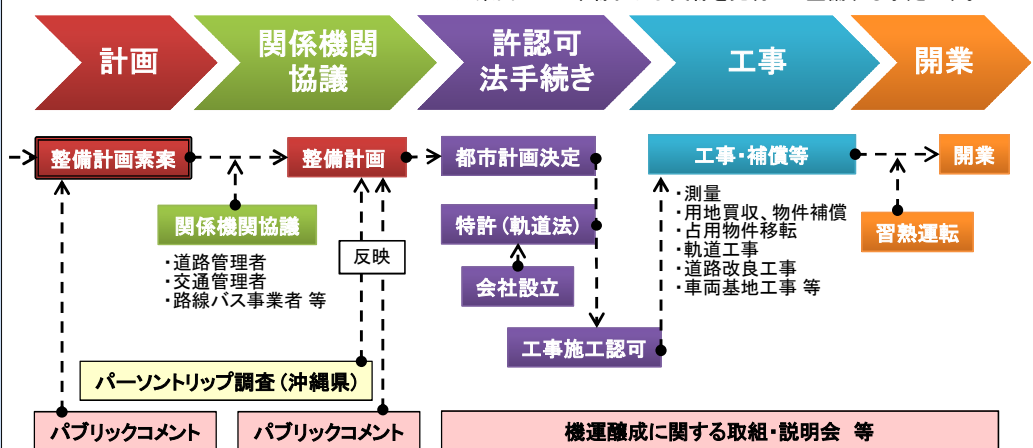 計画
関係機関
協議
許認可
法手続き
工事
開業
整備計画素案
整備計画
都市計画決定
工事・補償等
開業
・測量
・用地買収、物件補償
・占用物件移転
・軌道工事
・道路改良工事
・車両基地工事 等
関係機関協議
・道路管理者
・交通管理者
・路線バス事業者 等
反映
特許(軌道法)
会社設立
習熟運転
工事施工認可
パーソントリップ調査(沖縄県)
パブリックコメント
パブリックコメント
機運醸成に関する取組・説明会 等